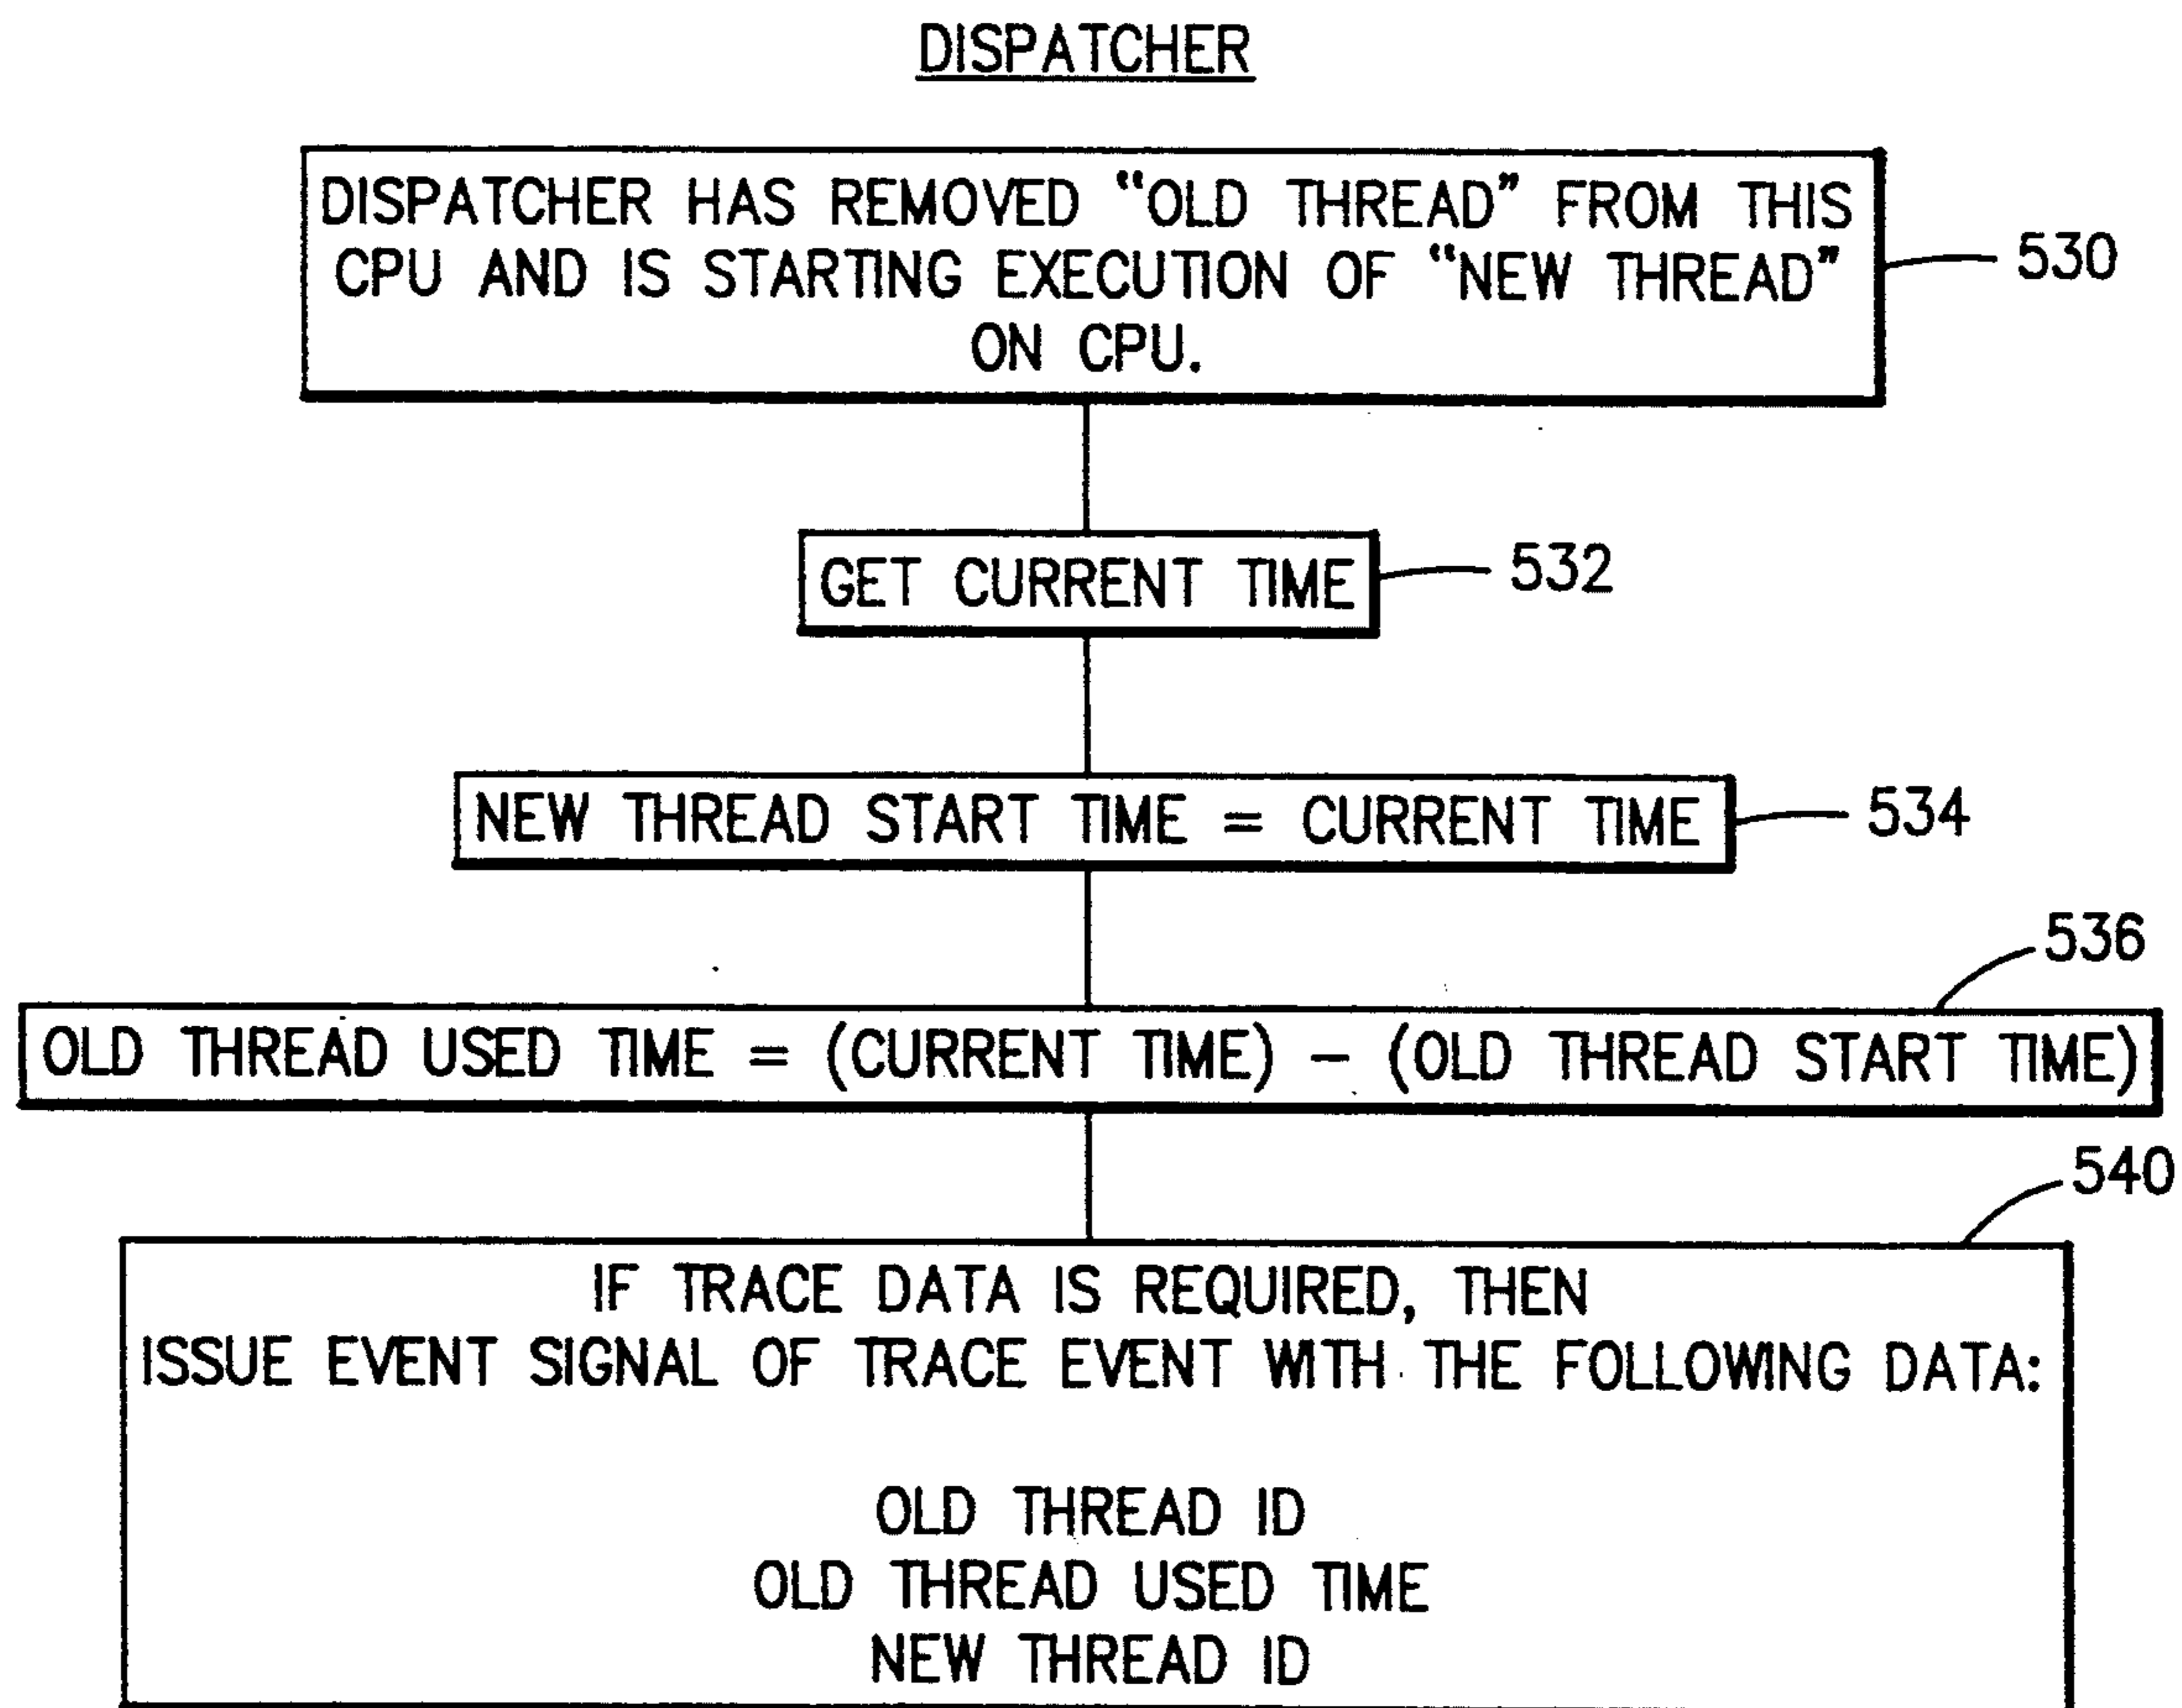 DISPATCHER
DISPATCHER HAS REMOVED “OLD THREAD” FROM THIS
CPU AND IS STARTING EXECUTION OF “NEW THREAD”
ON CPU.
530
GET CURRENT TIME
532
NEW THREAD START TIME = CURRENT TIME
534
536
OLD THREAD USED TIME = (CURRENT TIME) – (OLD THREAD START TIME)
540
IF TRACE DATA IS REQUIRED, THEN
ISSUE EVENT SIGNAL OF TRACE EVENT WITH THE FOLLOWING DATA:
OLD THREAD ID
OLD THREAD USED TIME
NEW THREAD ID